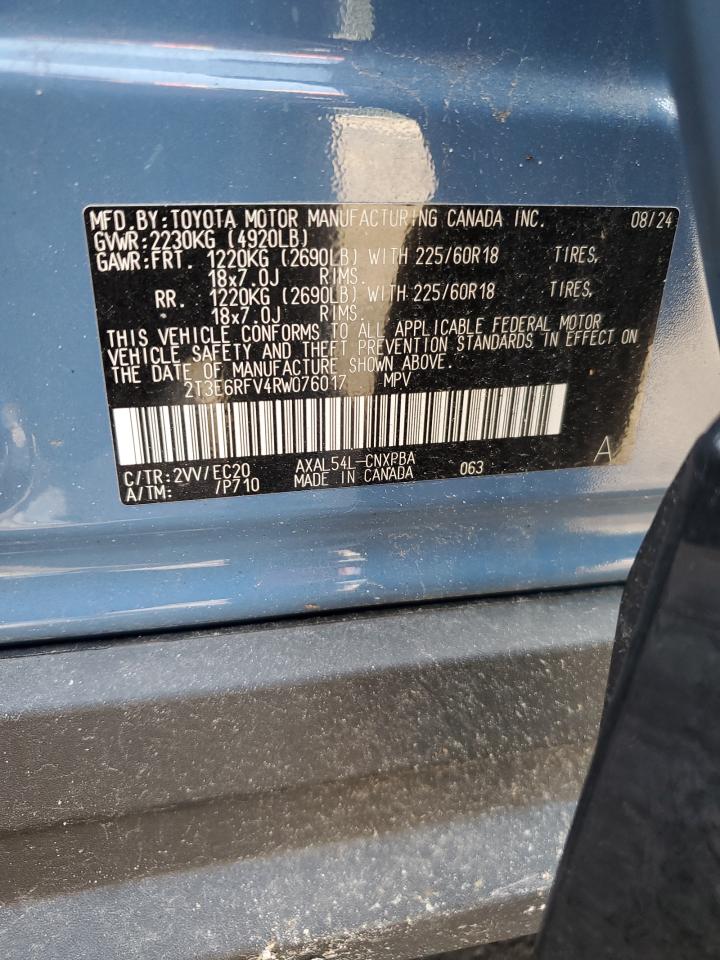 MFD.BY:TOYOTA MOTOR MANUFACTURING CANADA INC. 08/24
GVWR:2230KG (4920LB)
GAWR:FRT. 1220KG (2690LB) WITH 225/60R18 TIRES,
18x7.0J RIMS.
RR. 1220KG (2690LB) WITH 225/60R18 TIRES,
18x7.0J RIMS.
THIS VEHICLE CONFORMS TO ALL APPLICABLE FEDERAL MOTOR
VEHICLE SAFETY AND THEFT PREVENTION STANDARDS IN EFFECT ON
THE DATE OF MANUFACTURE SHOWN ABOVE.
2T3E6RFV4RW076017 MPV
C/TR:2VV/EC20 AXAL54L-CNXPBA 063 A
A/TM: /P710 MADE IN CANADA